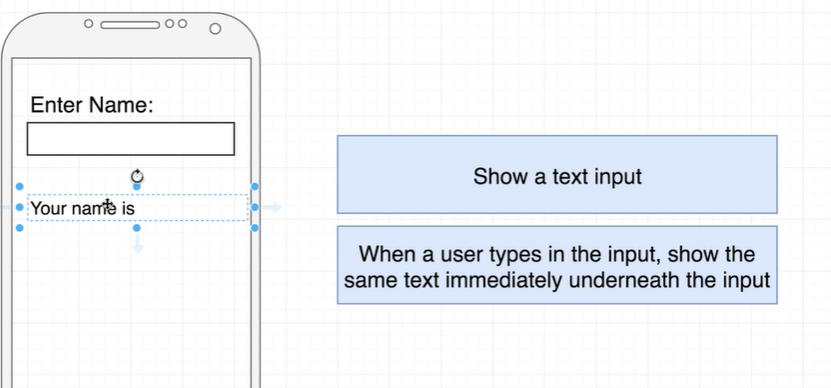 Enter Name:
Your name is
Show a text input
When a user types in the input, show the
same text immediately underneath the input